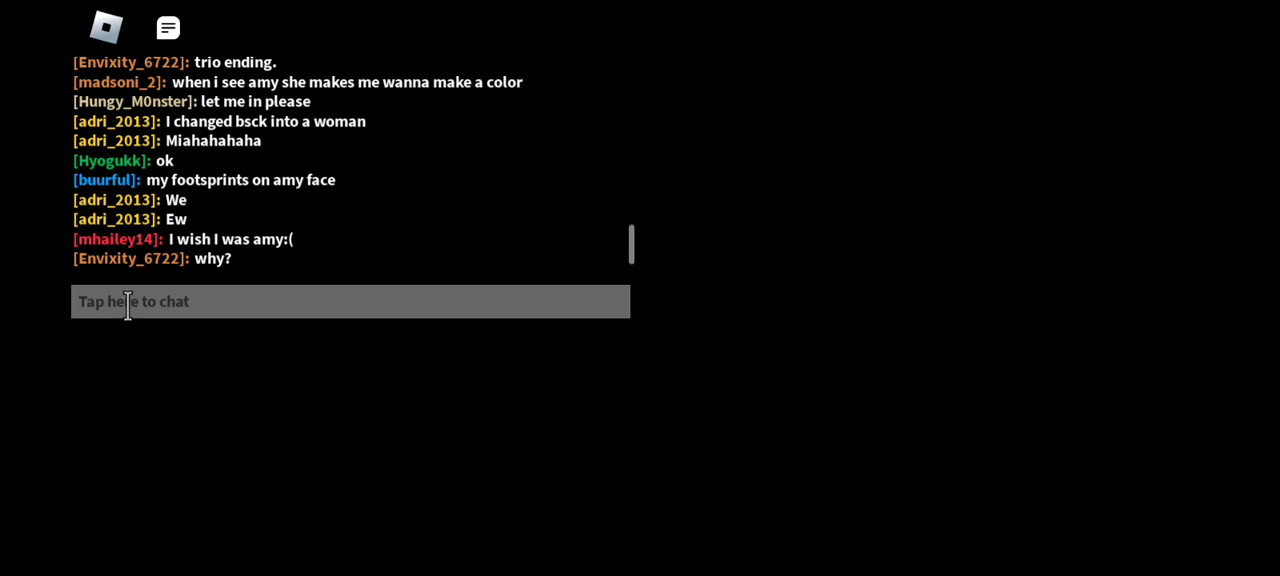 [Envixity_6722]: trio ending.
[madsoni_2]: when i see amy she makes me wanna make a color
[Hungy_M0nster]: let me in please
[adri_2013]: I changed bsck into a woman
[adri_2013]: Miahahahaha
[Hyogukk]: ok
[buurful]: my footsprints on amy face
[adri_2013]: We
[adri_2013]: Ew
[mhailey14]: I wish I was amy:(
[Envixity_6722]: why?
Tap here to chat